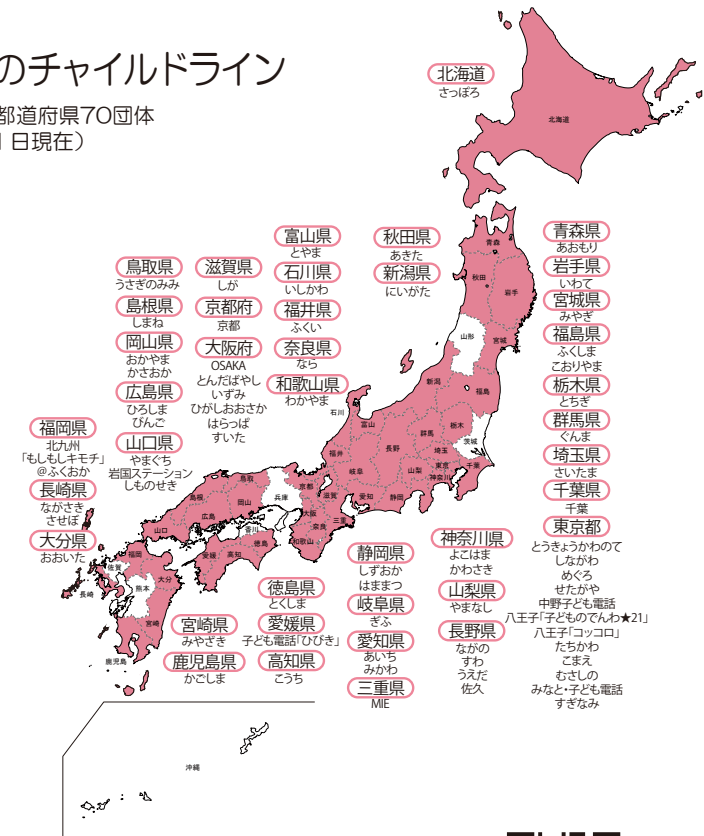 のチャイルドライン
都道府県70団体
日現在）
北海道
さっぽろ
富山県
とやま
石川県
いしかわ
福井県
ふくい
奈良県
なら
和歌山県
わかやま
秋田県
あきた
新潟県
にいがた
鳥取県
うさぎのみみ
島根県
しまね
岡山県
おかやま
かさおか
広島県
ひろしま
びんご
山口県
やまぐち
岩国ステーション
しものせき
滋賀県
しが
京都府
京都
大阪府
OSAKA
とんだばやし
いずみ
ひがしおおさか
はらっぱ
すいた
福岡県
北九州
「もしもしキモチ」
@ふくおか
長崎県
ながさき
させぼ
大分県
おおいた
青森県
あおもり
岩手県
いわて
宮城県
みやぎ
福島県
ふくしま
こおりやま
栃木県
とちぎ
群馬県
ぐんま
埼玉県
さいたま
千葉県
千葉
東京都
とうきょうかわのて
しながわ
めぐろ
せたがや
中野子ども電話
八王子「子どものでんわ★21」
八王子「コッコロ」
たちかわ
こまえ
むさしの
みなと・子ども電話
すぎなみ
神奈川県
よこはま
かわさき
山梨県
やまなし
長野県
ながの
すわ
うえだ
佐久
静岡県
しずおか
はままつ
岐阜県
ぎふ
愛知県
あいち
みかわ
三重県
MIE
徳島県
とくしま
愛媛県
子ども電話「ひびき」
高知県
こうち
宮崎県
みやざき
鹿児島県
かごしま
北海道
青森
秋田
岩手
山形
宮城
新潟
福島
石川
富山
群馬
栃木
茨城
福井
長野
埼玉
岐阜
山梨
東京
千葉
神奈川
鳥取
京都
滋賀
愛知
静岡
島根
岡山
兵庫
大阪
広島
奈良
三重
山口
香川
和歌山
徳島
福岡
愛媛
高知
佐賀
大分
長崎
熊本
宮崎
鹿児島
沖縄